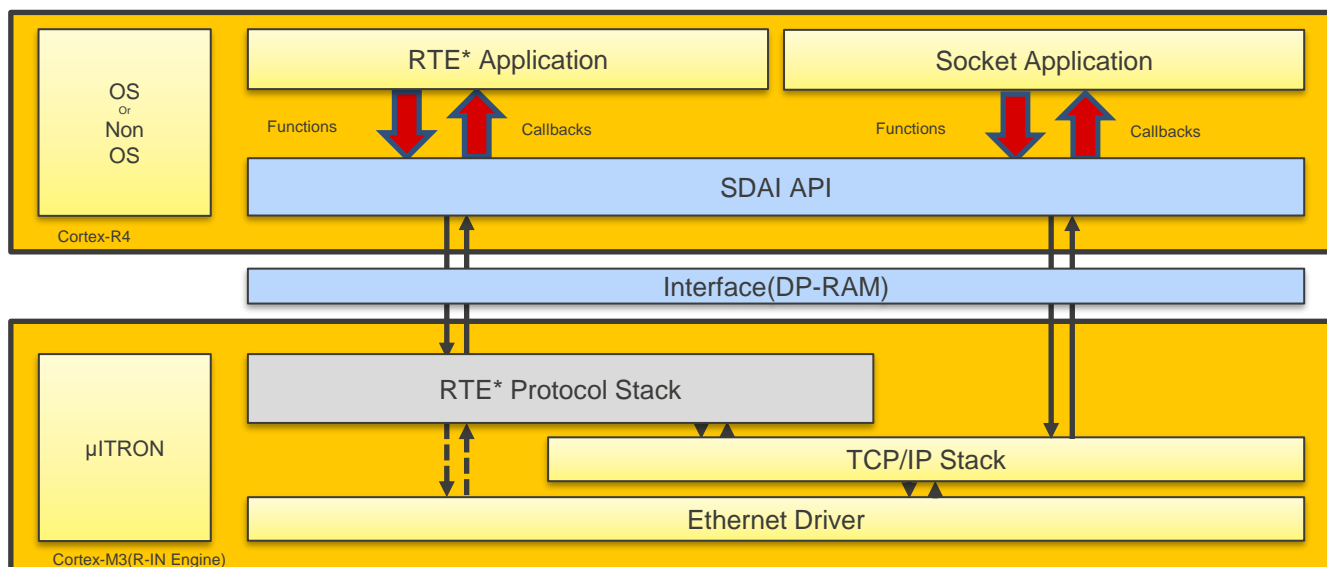 OS
Or
Non
OS
RTE* Application
Socket Application
Functions
Callbacks
Functions
Callbacks
SDAI API
Cortex-R4
Interface(DP-RAM)
µITRON
RTE* Protocol Stack
TCP/IP Stack
Ethernet Driver
Cortex-M3(R-IN Engine)